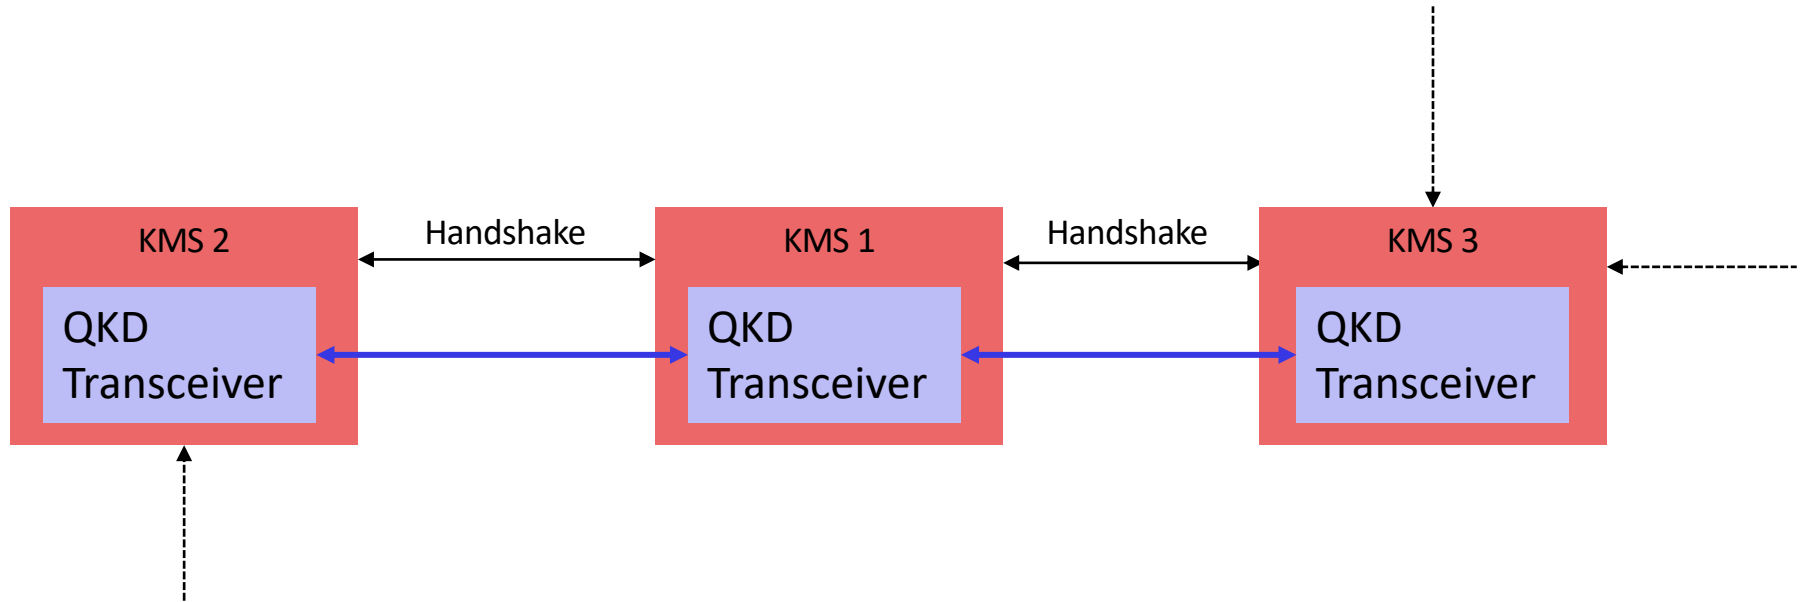 KMS 2
Handshake
KMS 1
Handshake
KMS 3
QKD
Transceiver
QKD
Transceiver
QKD
Transceiver